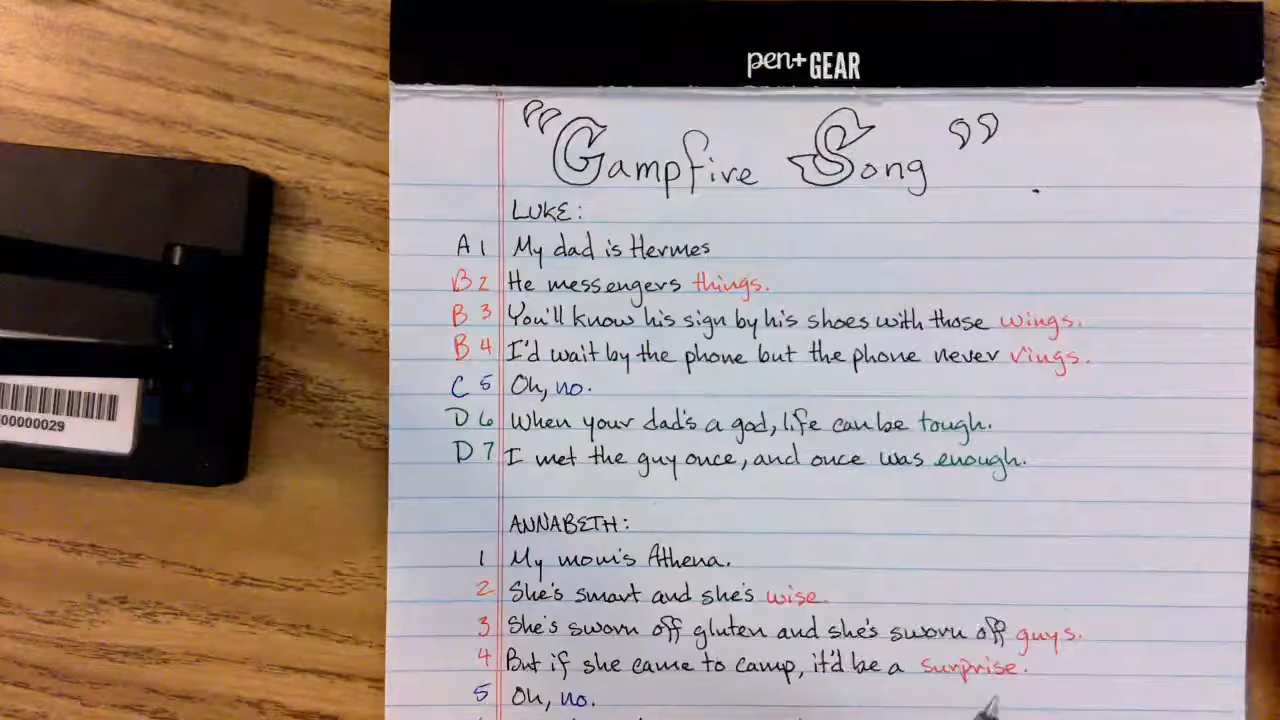 pen+GEAR
"Campfire Song"
LUKE:
A 1 My dad is Hermes
B 2 He messengers things.
B 3 You'll know his sign by his shoes with those wings.
B 4 I'd wait by the phone but the phone never rings.
C 5 Oh, no.
D 6 When your dad's a god, life can be tough.
D 7 I met the guy once, and once was enough.
ANNABETH:
1 My mom's Athena.
2 She's smart and she's wise.
3 She's sworn off gluten and she's sworn off guys.
4 But if she came to camp, it'd be a surprise.
5 Oh, no.
00000029